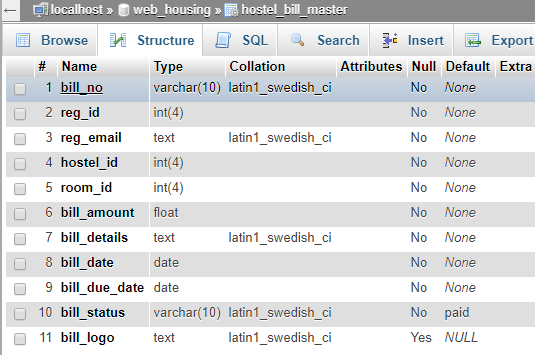 localhost » web_housing » hostel_bill_master
Browse Structure SQL Search Insert Export
# Name Type Collation Attributes Null Default Extra
1 bill_no varchar(10) latin1_swedish_ci No None
2 reg_id int(4) No None
3 reg_email text latin1_swedish_ci No None
4 hostel_id int(4) No None
5 room_id int(4) No None
6 bill_amount float No None
7 bill_details text latin1_swedish_ci No None
8 bill_date date No None
9 bill_due_date date No None
10 bill_status varchar(10) latin1_swedish_ci No paid
11 bill_logo text latin1_swedish_ci Yes NULL